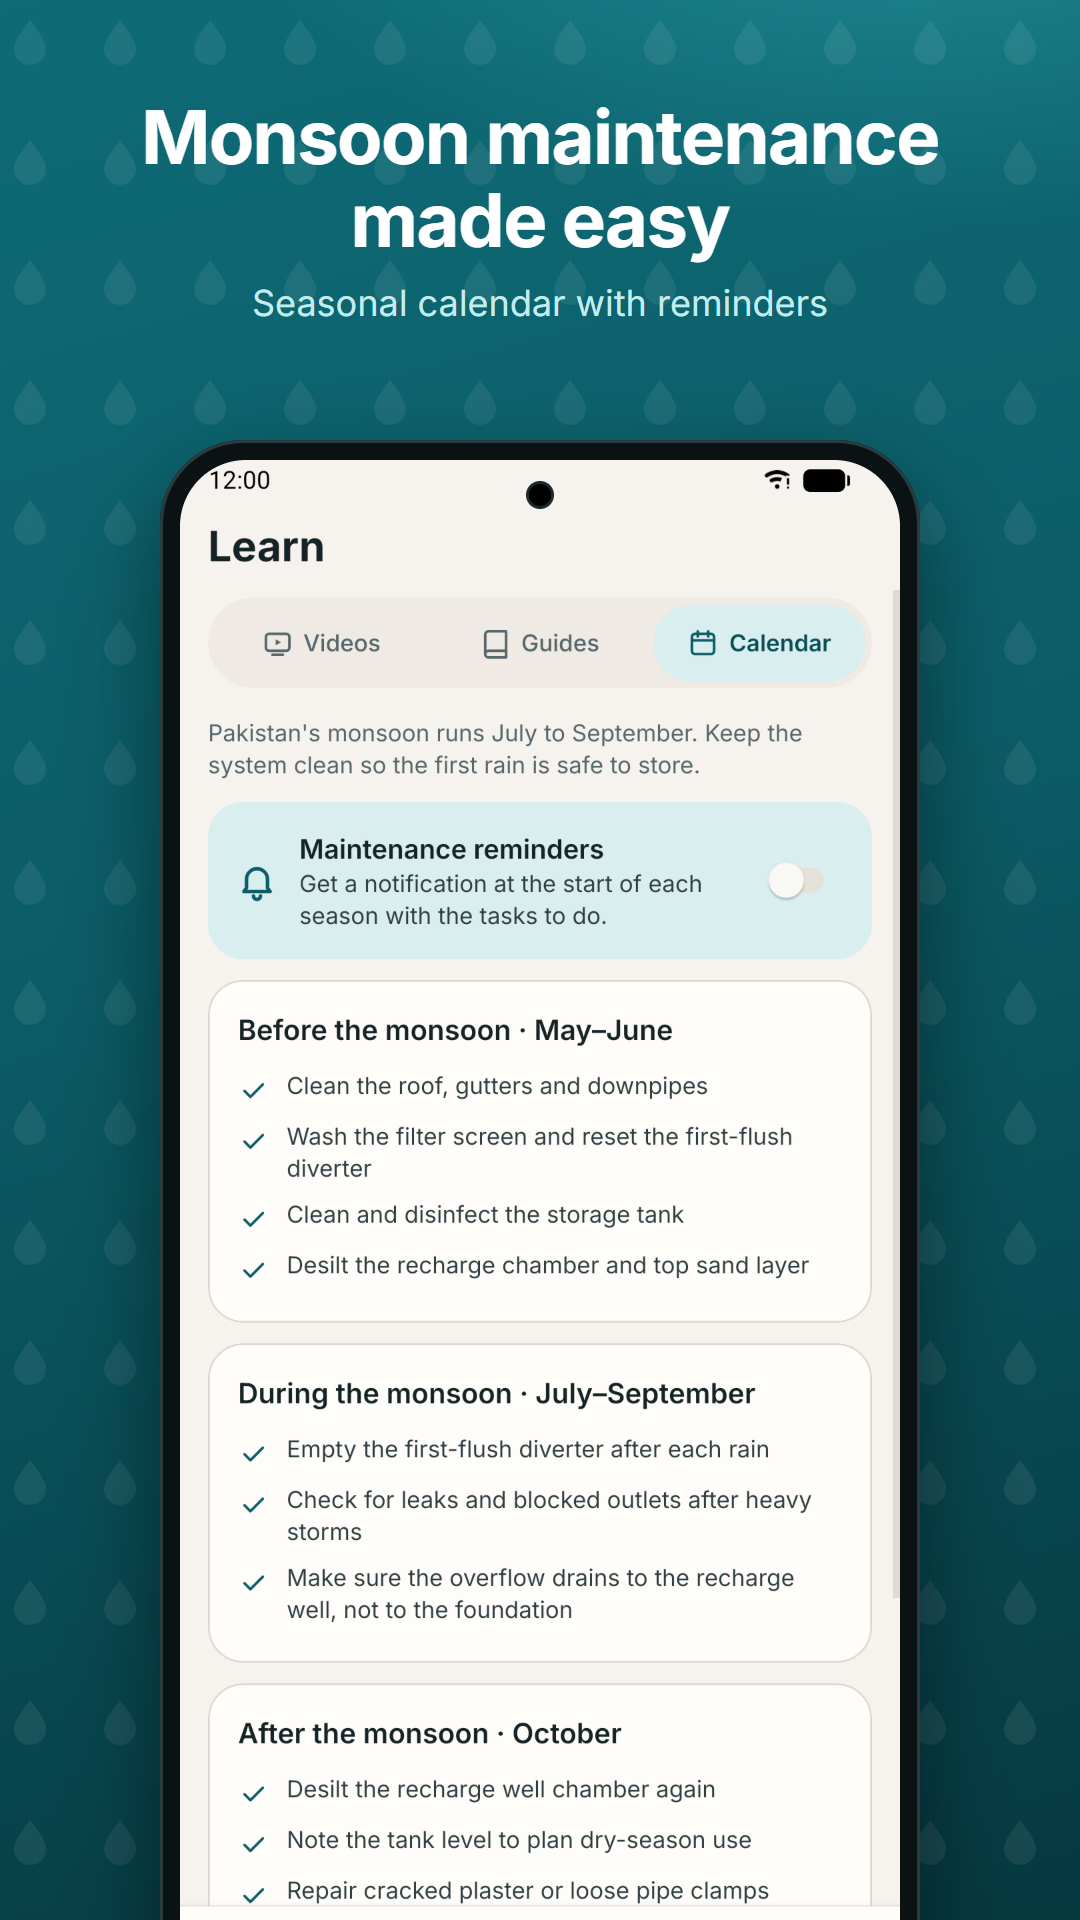 Monsoon maintenance
made easy
Seasonal calendar with reminders
12:00
Learn
Videos
Guides
Calendar
Pakistan's monsoon runs July to September. Keep the
system clean so the first rain is safe to store.
Maintenance reminders
Get a notification at the start of each
season with the tasks to do.
Before the monsoon · May–June
Clean the roof, gutters and downpipes
Wash the filter screen and reset the first-flush
diverter
Clean and disinfect the storage tank
Desilt the recharge chamber and top sand layer
During the monsoon · July–September
Empty the first-flush diverter after each rain
Check for leaks and blocked outlets after heavy
storms
Make sure the overflow drains to the recharge
well, not to the foundation
After the monsoon · October
Desilt the recharge well chamber again
Note the tank level to plan dry-season use
Repair cracked plaster or loose pipe clamps